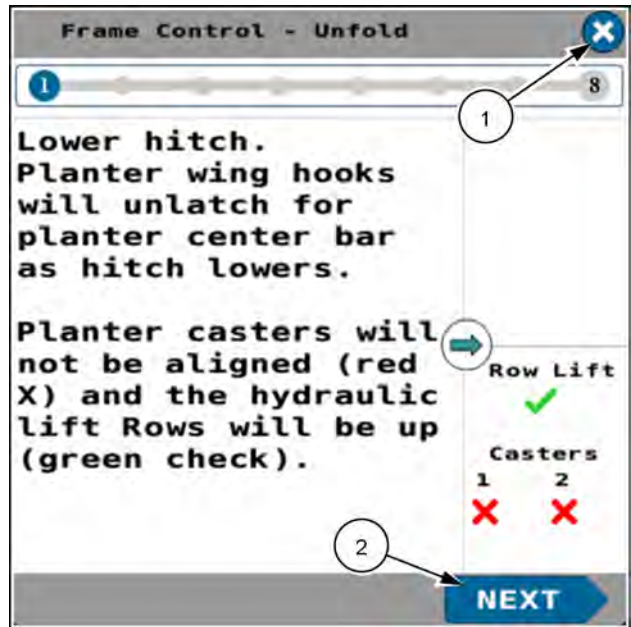 Frame Control - Unfold
1
8
1
Lower hitch.
Planter wing hooks
will unlatch for
planter center bar
as hitch lowers.
Planter casters will
not be aligned (red
X) and the hydraulic
lift Rows will be up
(green check).
Row Lift
Casters
1 2
2
NEXT